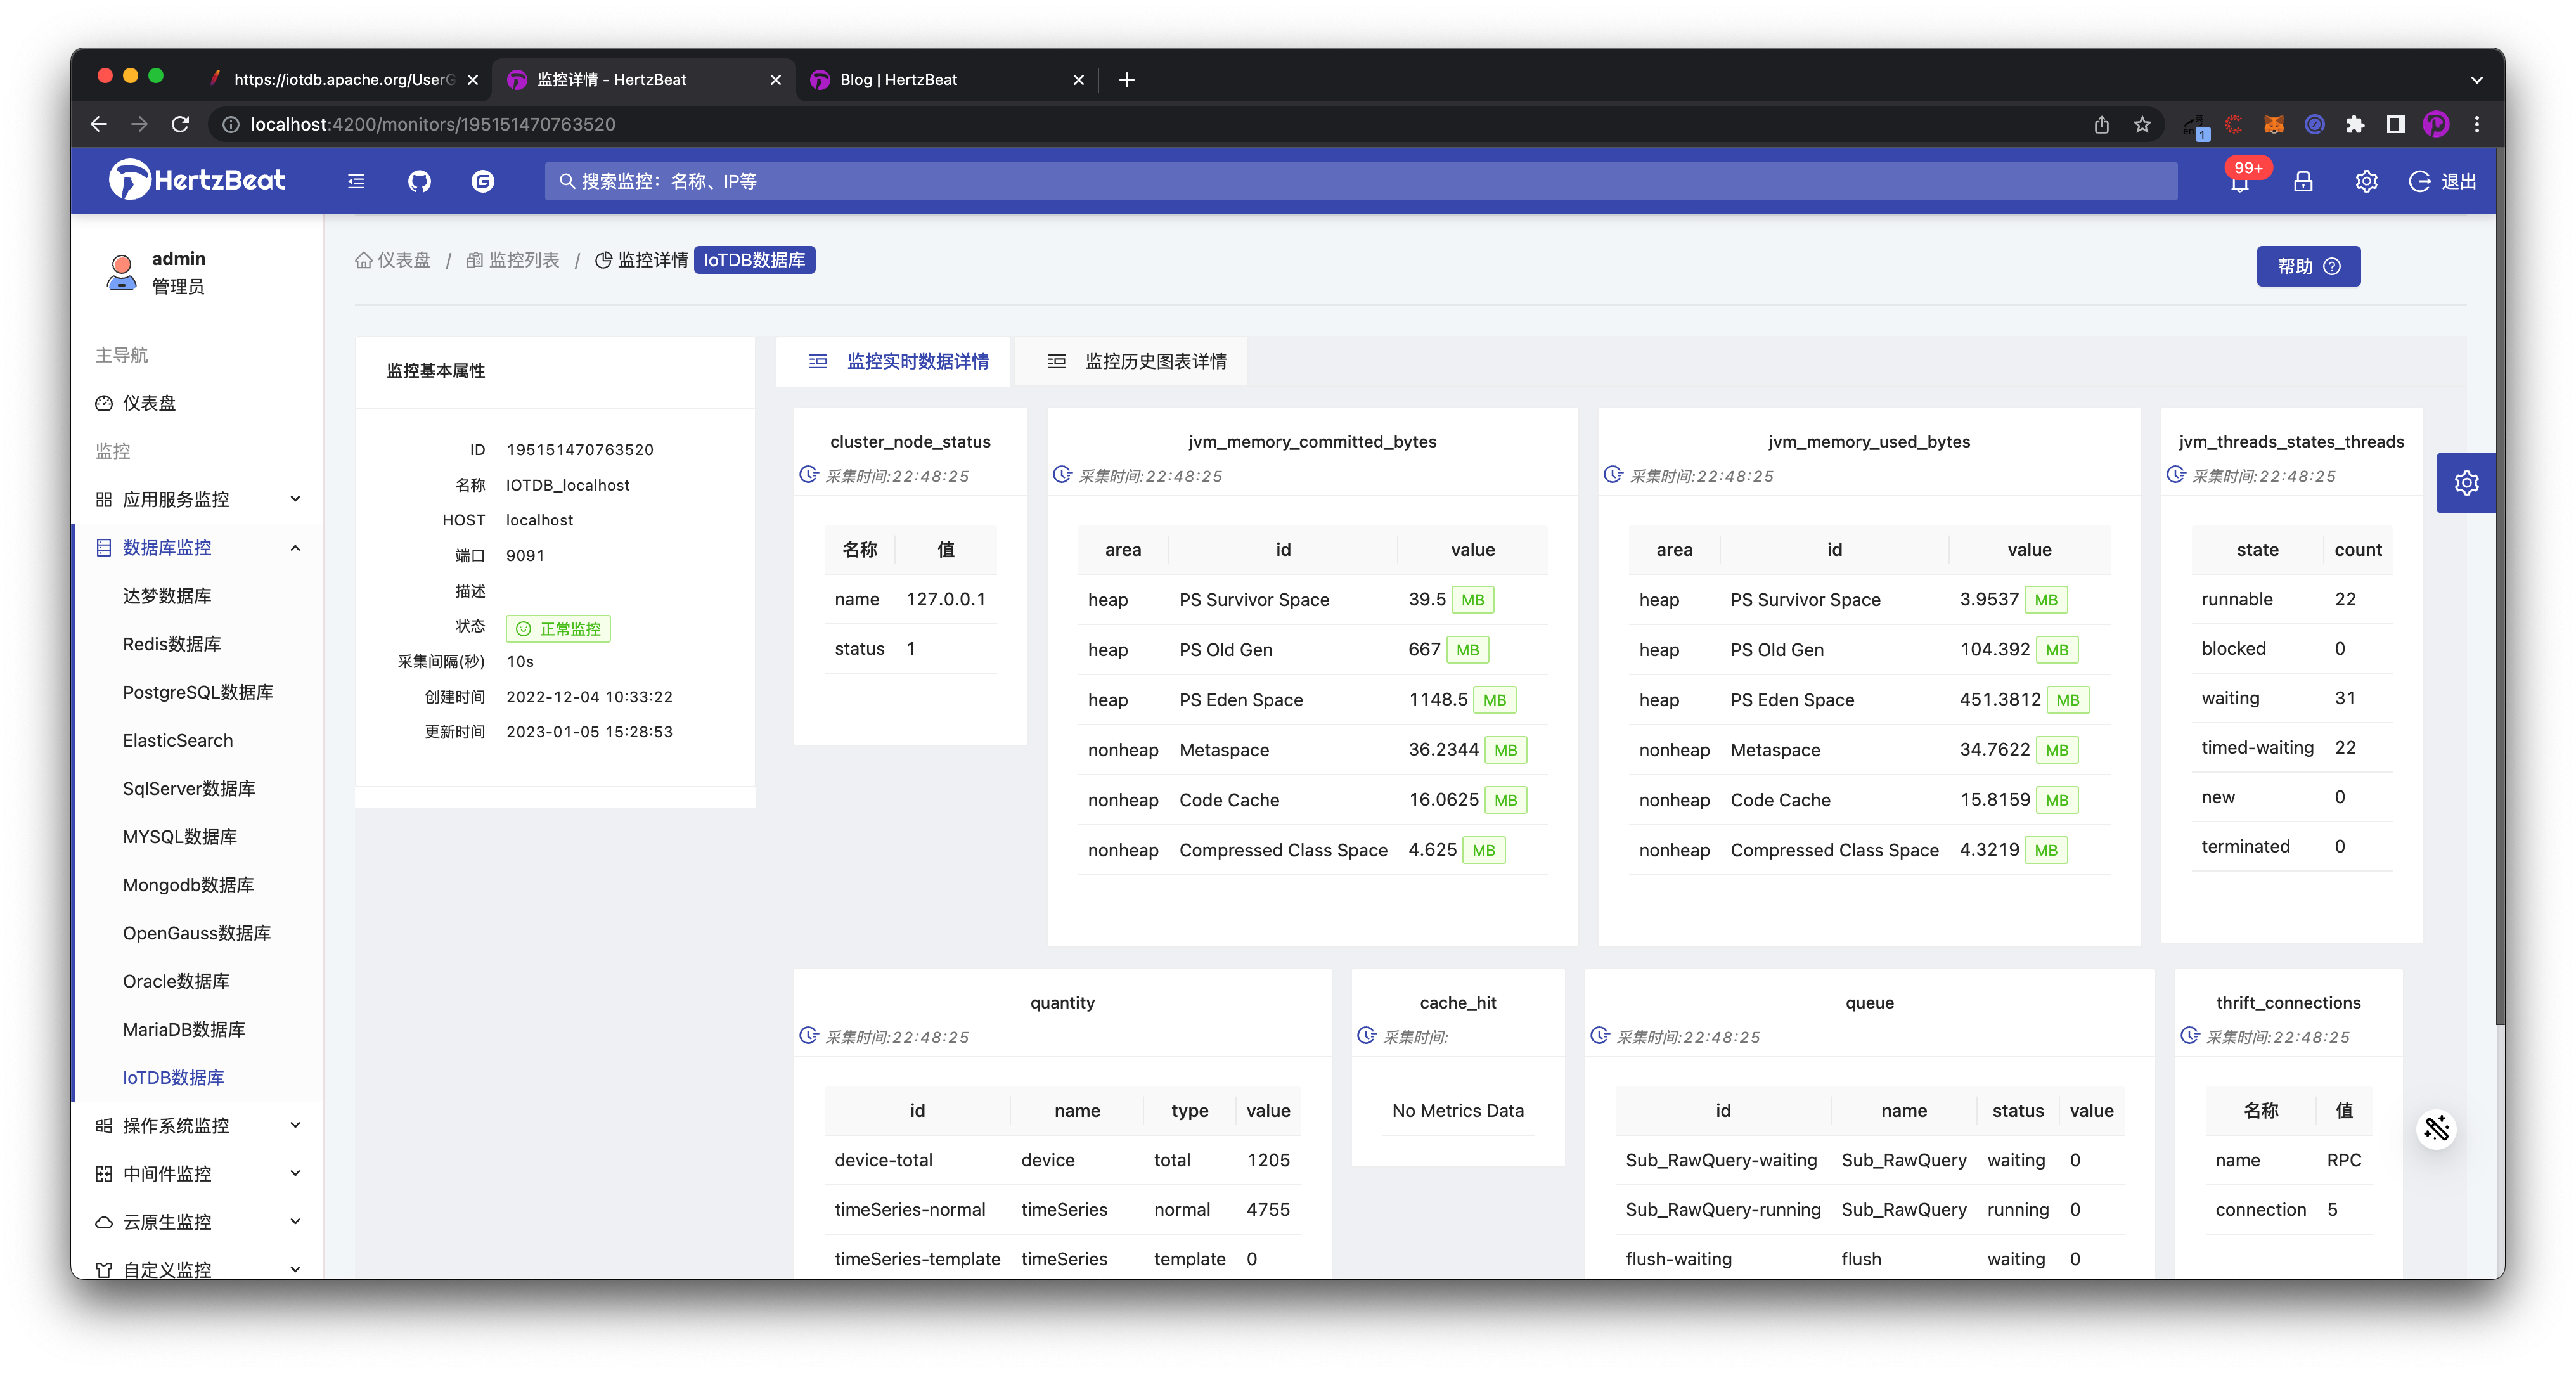 https://iotdb.apache.org/UserG
监控详情 - HertzBeat
Blog | HertzBeat
localhost:4200/monitors/195151470763520
1
HertzBeat
搜索监控：名称、IP等
99+
退出
admin
管理员
主导航
仪表盘
监控
应用服务监控
数据库监控
达梦数据库
Redis数据库
PostgreSQL数据库
ElasticSearch
SqlServer数据库
MYSQL数据库
Mongodb数据库
OpenGauss数据库
Oracle数据库
MariaDB数据库
IoTDB数据库
操作系统监控
中间件监控
云原生监控
自定义监控
仪表盘 / 监控列表 / 监控详情 IoTDB数据库
帮助
监控基本属性
ID 195151470763520
名称 IOTDB_localhost
HOST localhost
端口 9091
描述
状态 正常监控
采集间隔(秒) 10s
创建时间 2022-12-04 10:33:22
更新时间 2023-01-05 15:28:53
监控实时数据详情
监控历史图表详情
cluster_node_status
采集时间:22:48:25
名称 值
name 127.0.0.1
status 1
jvm_memory_committed_bytes
采集时间:22:48:25
area id value
heap PS Survivor Space 39.5 MB
heap PS Old Gen 667 MB
heap PS Eden Space 1148.5 MB
nonheap Metaspace 36.2344 MB
nonheap Code Cache 16.0625 MB
nonheap Compressed Class Space 4.625 MB
jvm_memory_used_bytes
采集时间:22:48:25
area id value
heap PS Survivor Space 3.9537 MB
heap PS Old Gen 104.392 MB
heap PS Eden Space 451.3812 MB
nonheap Metaspace 34.7622 MB
nonheap Code Cache 15.8159 MB
nonheap Compressed Class Space 4.3219 MB
jvm_threads_states_threads
采集时间:22:48:25
state count
runnable 22
blocked 0
waiting 31
timed-waiting 22
new 0
terminated 0
quantity
采集时间:22:48:25
id name type value
device-total device total 1205
timeSeries-normal timeSeries normal 4755
timeSeries-template timeSeries template 0
cache_hit
采集时间:
No Metrics Data
queue
采集时间:22:48:25
id name status value
Sub_RawQuery-waiting Sub_RawQuery waiting 0
Sub_RawQuery-running Sub_RawQuery running 0
flush-waiting flush waiting 0
thrift_connections
采集时间:22:48:25
名称 值
name RPC
connection 5